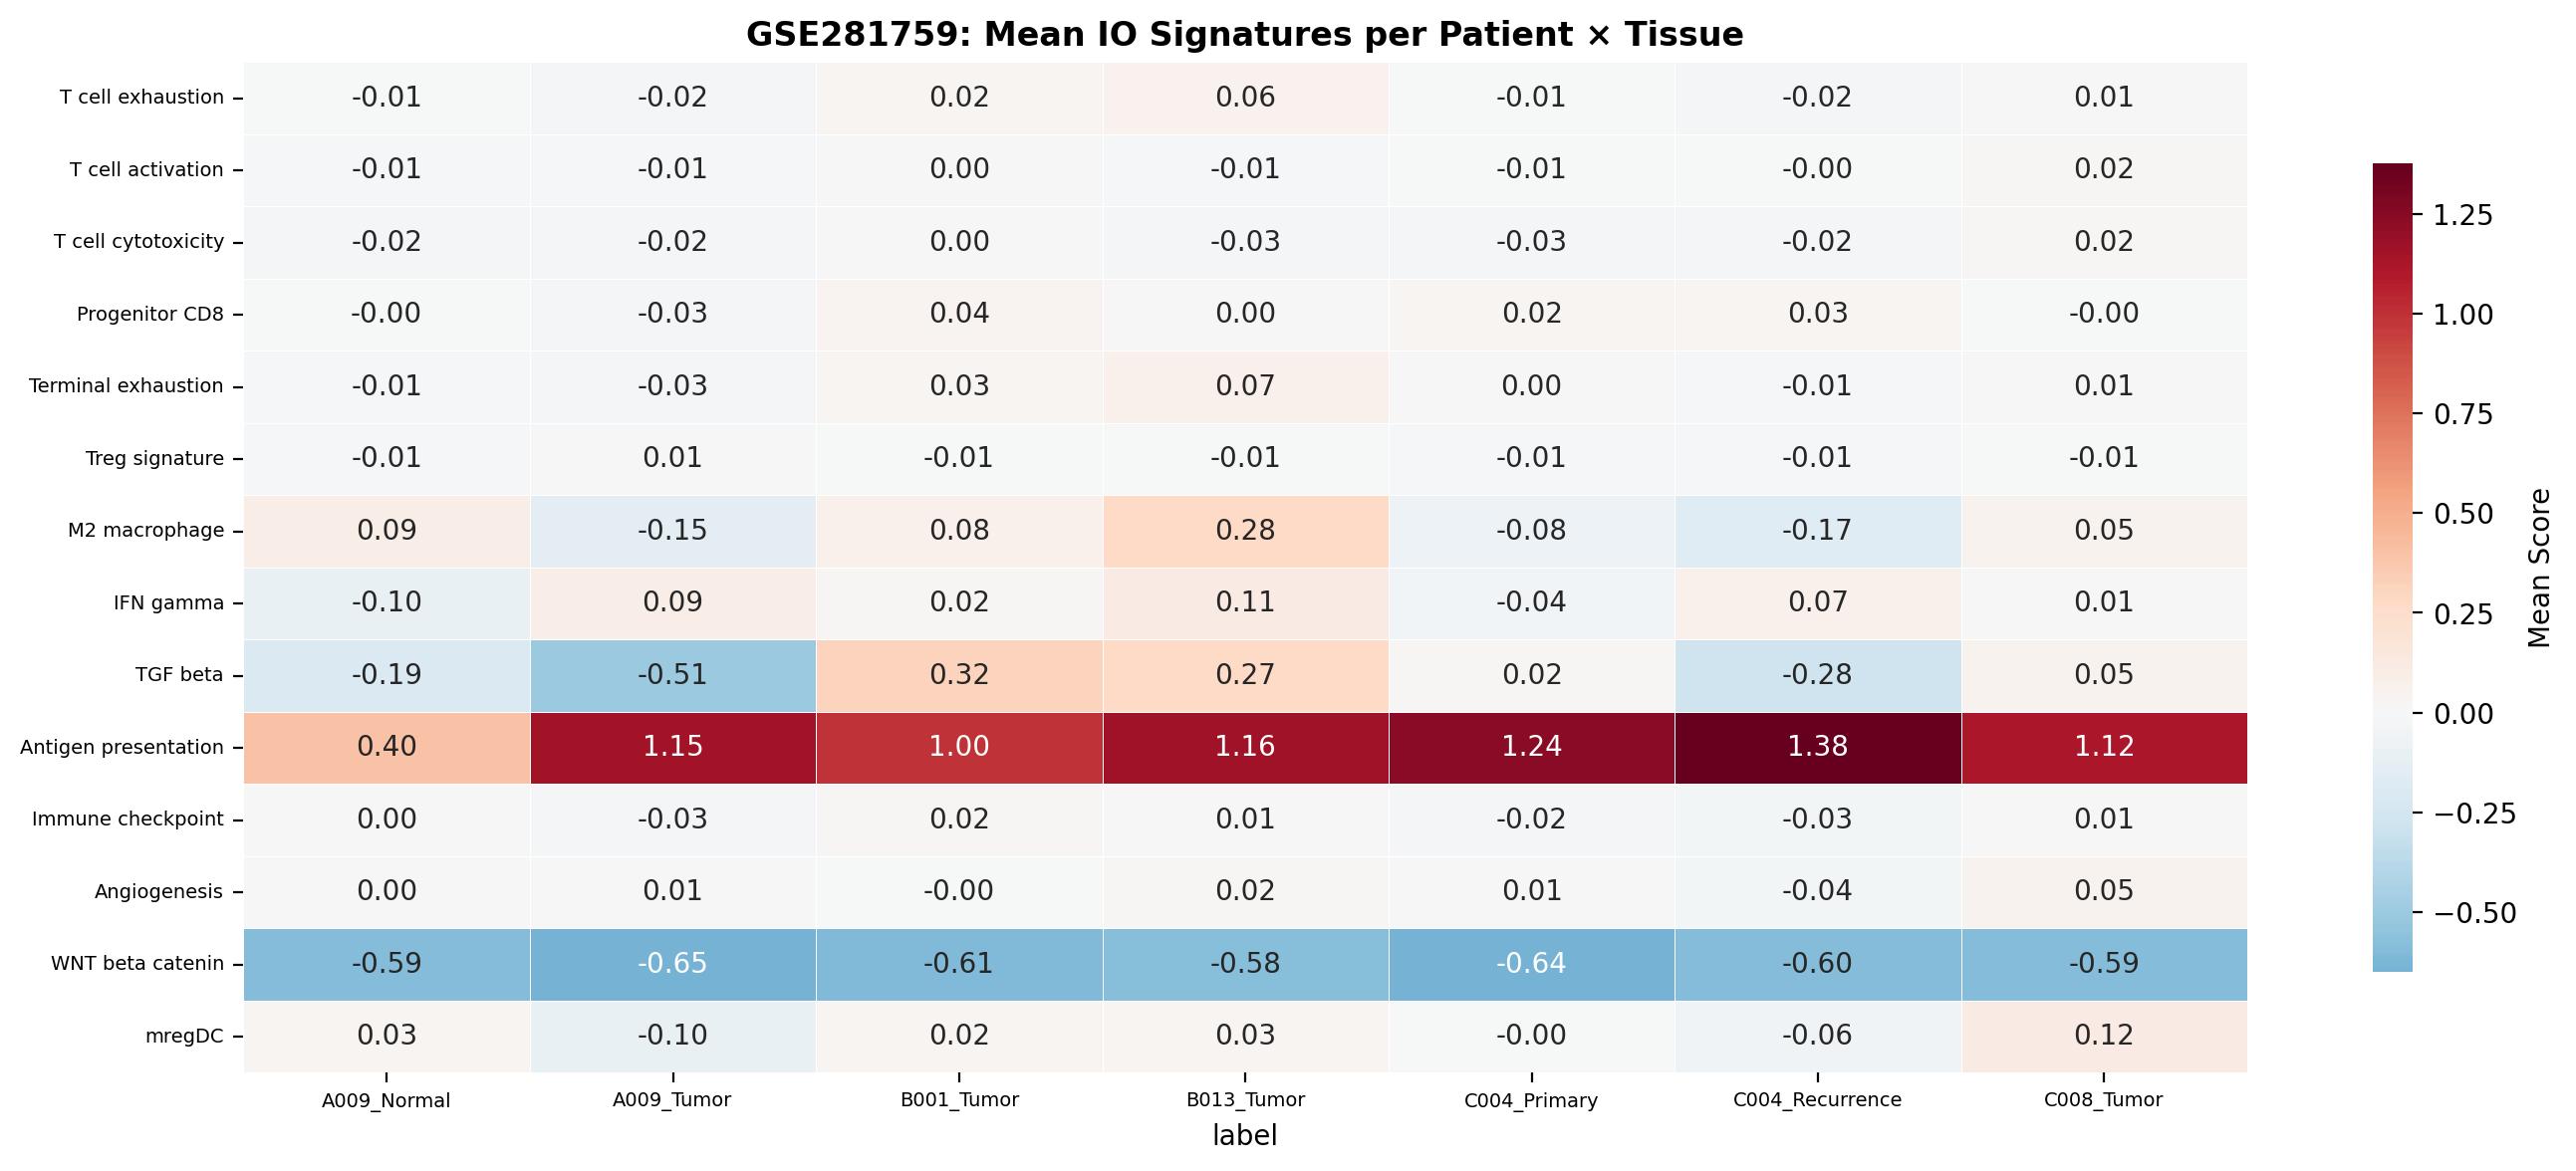 GSE281759: Mean IO Signatures per Patient × Tissue
T cell exhaustion -0.01 -0.02 0.02 0.06 -0.01 -0.02 0.01
T cell activation -0.01 -0.01 0.00 -0.01 -0.01 -0.00 0.02
T cell cytotoxicity -0.02 -0.02 0.00 -0.03 -0.03 -0.02 0.02
Progenitor CD8 -0.00 -0.03 0.04 0.00 0.02 0.03 -0.00
Terminal exhaustion -0.01 -0.03 0.03 0.07 0.00 -0.01 0.01
Treg signature -0.01 0.01 -0.01 -0.01 -0.01 -0.01 -0.01
M2 macrophage 0.09 -0.15 0.08 0.28 -0.08 -0.17 0.05
IFN gamma -0.10 0.09 0.02 0.11 -0.04 0.07 0.01
TGF beta -0.19 -0.51 0.32 0.27 0.02 -0.28 0.05
Antigen presentation 0.40 1.15 1.00 1.16 1.24 1.38 1.12
Immune checkpoint 0.00 -0.03 0.02 0.01 -0.02 -0.03 0.01
Angiogenesis 0.00 0.01 -0.00 0.02 0.01 -0.04 0.05
WNT beta catenin -0.59 -0.65 -0.61 -0.58 -0.64 -0.60 -0.59
mregDC 0.03 -0.10 0.02 0.03 -0.00 -0.06 0.12
A009_Normal A009_Tumor B001_Tumor B013_Tumor C004_Primary C004_Recurrence C008_Tumor
label
1.25
1.00
0.75
0.50
0.25
0.00
−0.25
−0.50
Mean Score